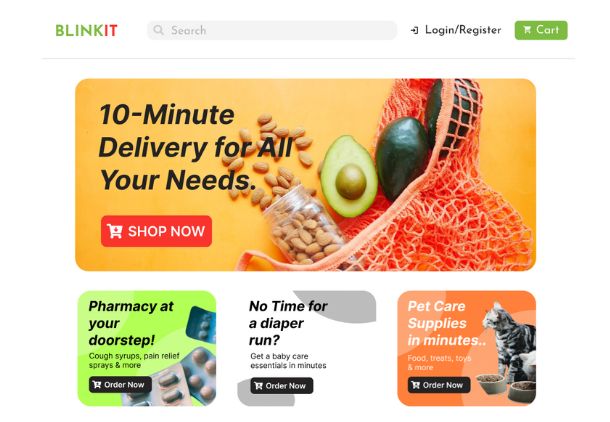 BLINKIT
Search
Login/Register
Cart
10-Minute
Delivery for All
Your Needs.
SHOP NOW
Pharmacy at
your
doorstep!
Cough syrups, pain relief
sprays & more
Order Now
No Time for
a diaper
run?
Get a baby care
essentials in minutes
Order Now
Pet Care
Supplies
in minutes..
Food, treats, toys
& more
Order Now